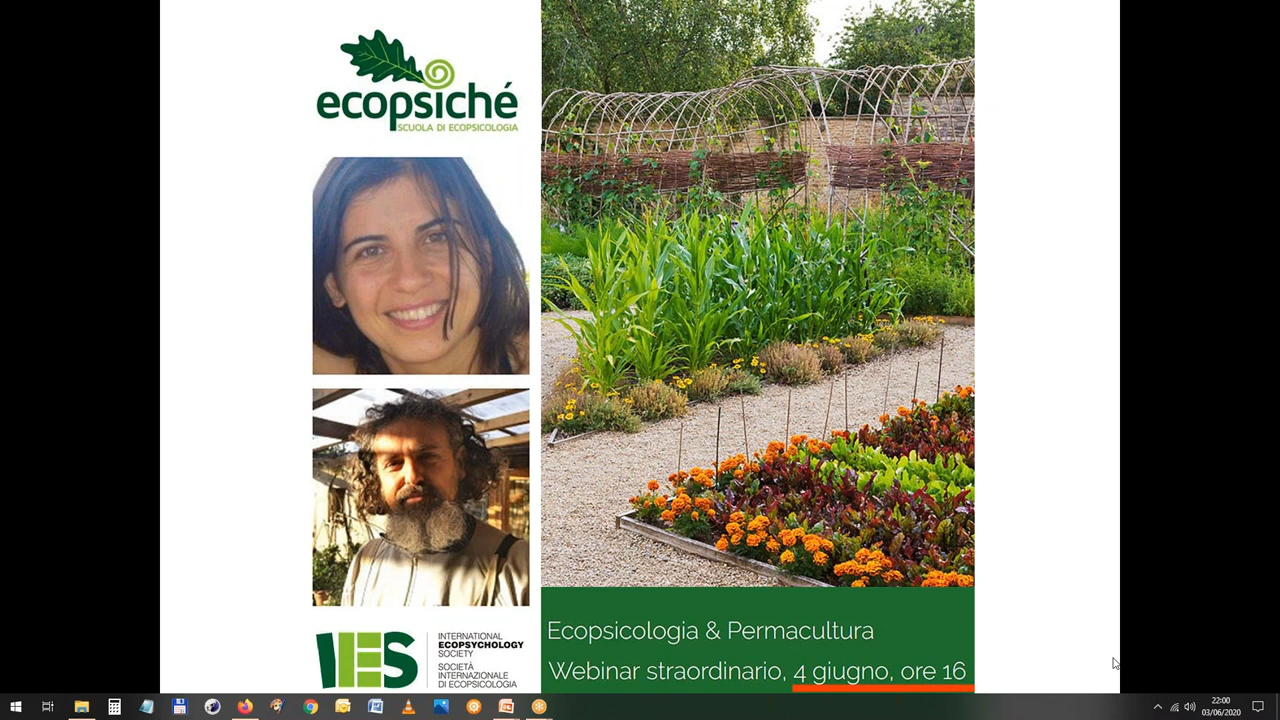 ecopsiché
SCUOLA DI ECOPSICOLOGIA
IES
INTERNATIONAL
ECOPSYCHOLOGY
SOCIETY
SOCIETÀ
INTERNAZIONALE
DI ECOPSICOLOGIA
Ecopsicologia & Permacultura
Webinar straordinario, 4 giugno, ore 16
22:00
03/06/2020